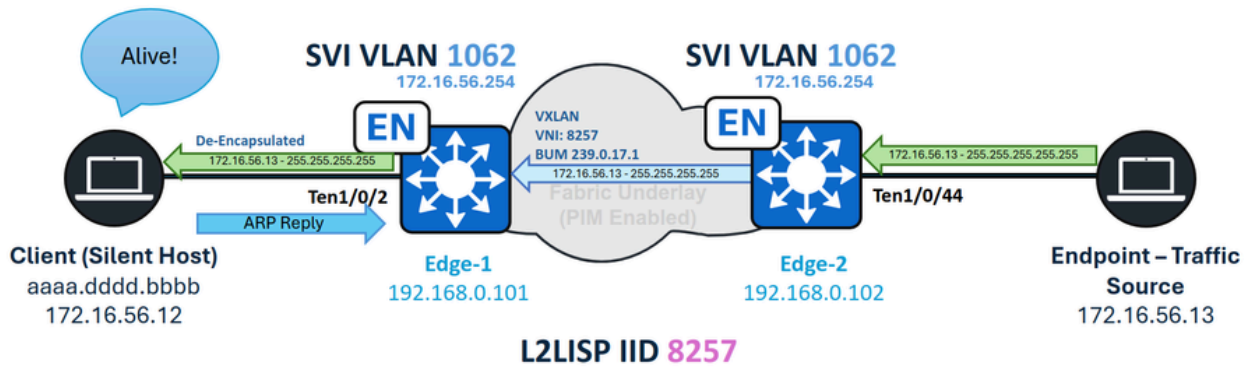 Alive!
SVI VLAN 1062
172.16.56.254
SVI VLAN 1062
172.16.56.254
EN
EN
VXLAN
VNI: 8257
BUM 239.0.17.1
De-Encapsulated
172.16.56.13 - 255.255.255.255
172.16.56.13 - 255.255.255.255
172.16.56.13 - 255.255.255.255
Fabric Underlay
(PIM Enabled)
Ten1/0/2
Ten1/0/44
ARP Reply
Client (Silent Host)
aaaa.dddd.bbbb
172.16.56.12
Edge-1
192.168.0.101
Edge-2
192.168.0.102
Endpoint – Traffic
Source
172.16.56.13
L2LISP IID 8257